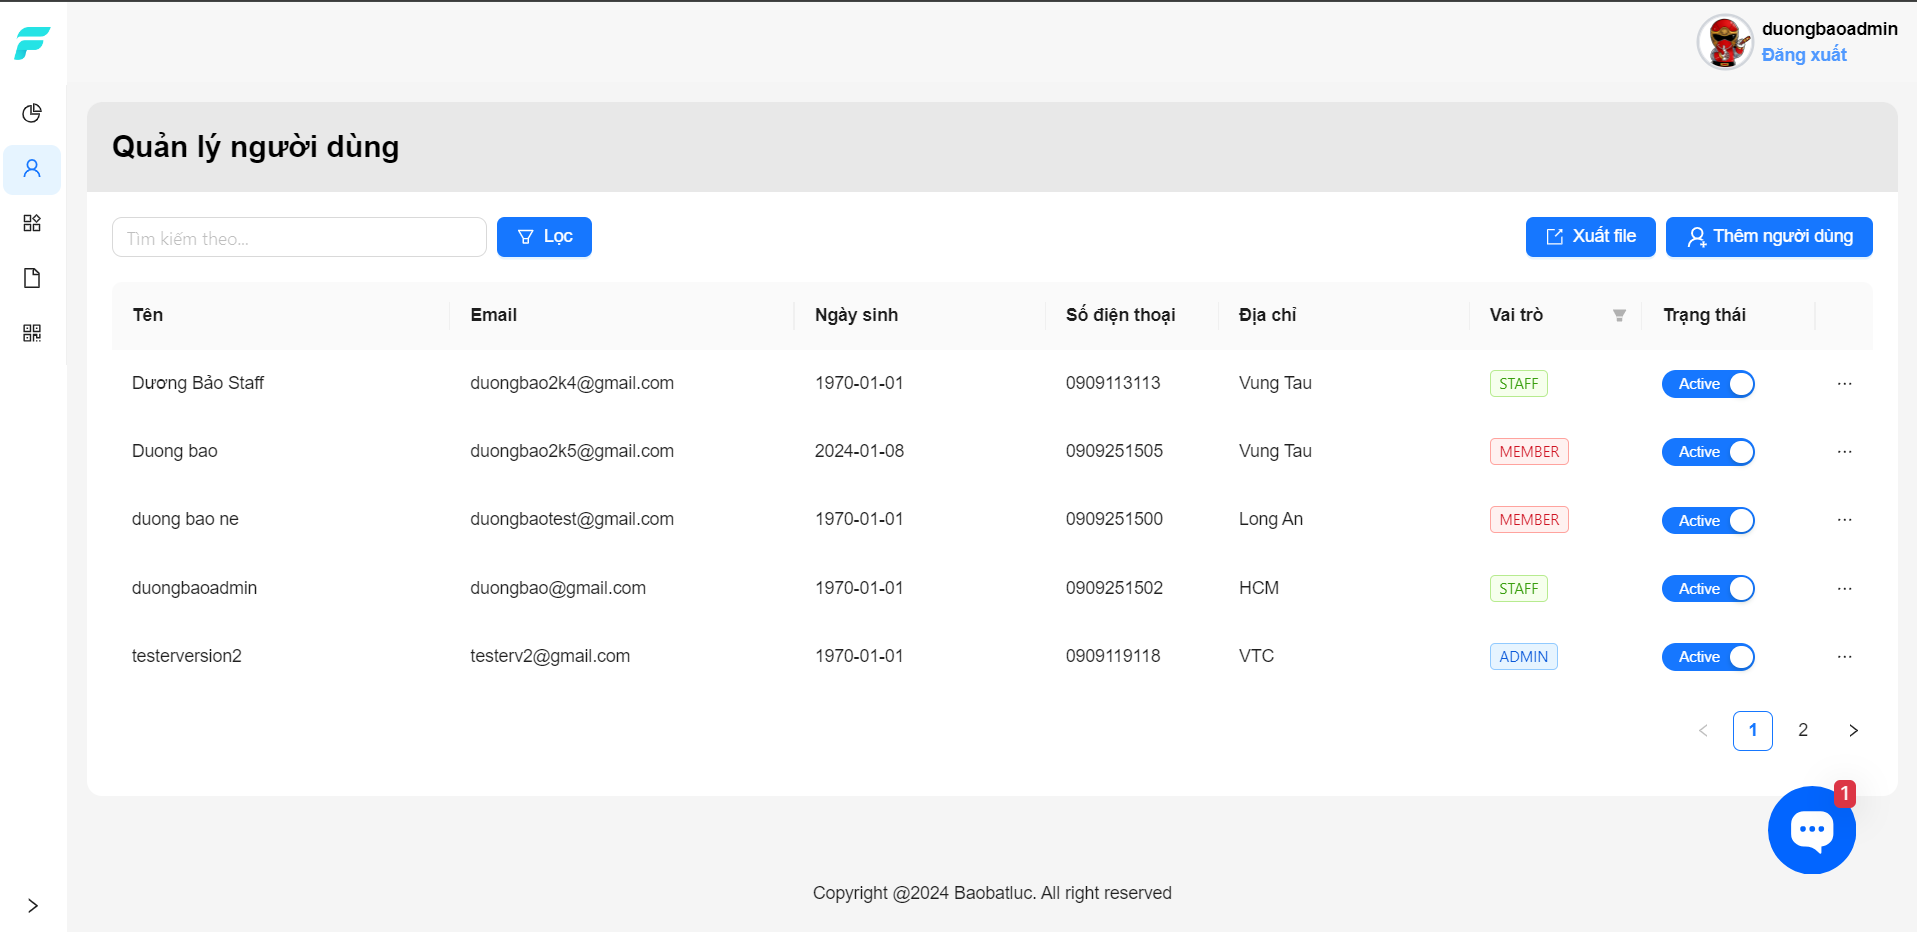 duongbaoadmin
Đăng xuất
Quản lý người dùng
Tìm kiếm theo... Lọc Xuất file Thêm người dùng
Tên Email Ngày sinh Số điện thoại Địa chỉ Vai trò Trạng thái
Dương Bảo Staff duongbao2k4@gmail.com 1970-01-01 0909113113 Vung Tau STAFF Active ...
Duong bao duongbao2k5@gmail.com 2024-01-08 0909251505 Vung Tau MEMBER Active ...
duong bao ne duongbaotest@gmail.com 1970-01-01 0909251500 Long An MEMBER Active ...
duongbaoadmin duongbao@gmail.com 1970-01-01 0909251502 HCM STAFF Active ...
testerversion2 testerv2@gmail.com 1970-01-01 0909119118 VTC ADMIN Active ...
< 1 2 >
1
Copyright @2024 Baobatluc. All right reserved